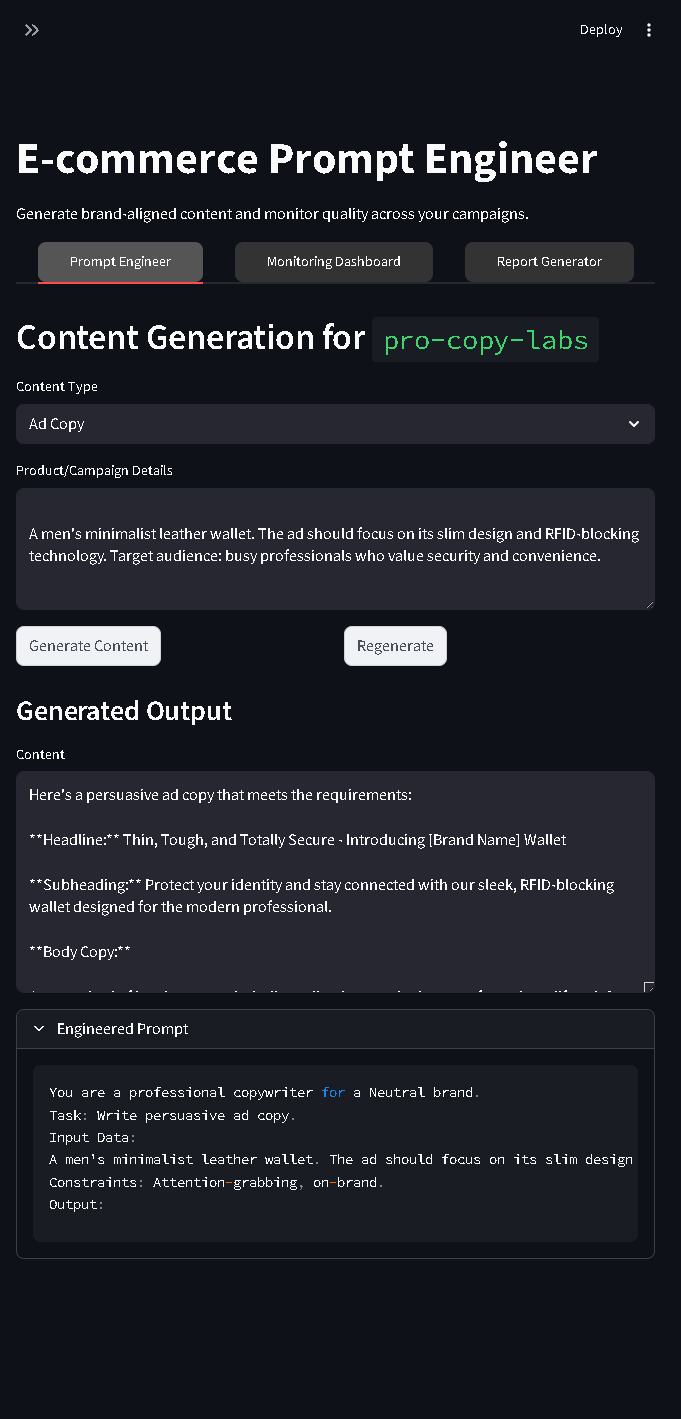 Deploy
E-commerce Prompt Engineer
Generate brand-aligned content and monitor quality across your campaigns.
Prompt Engineer
Monitoring Dashboard
Report Generator
Content Generation for pro-copy-labs
Content Type
Ad Copy
Product/Campaign Details
A men's minimalist leather wallet. The ad should focus on its slim design and RFID-blocking
technology. Target audience: busy professionals who value security and convenience.
Generate Content
Regenerate
Generated Output
Content
Here's a persuasive ad copy that meets the requirements:
**Headline:** Thin, Tough, and Totally Secure - Introducing [Brand Name] Wallet
**Subheading:** Protect your identity and stay connected with our sleek, RFID-blocking
wallet designed for the modern professional.
**Body Copy:**
Engineered Prompt
You are a professional copywriter for a Neutral brand.
Task: Write persuasive ad copy.
Input Data:
A men's minimalist leather wallet. The ad should focus on its slim design
Constraints: Attention-grabbing, on-brand.
Output: